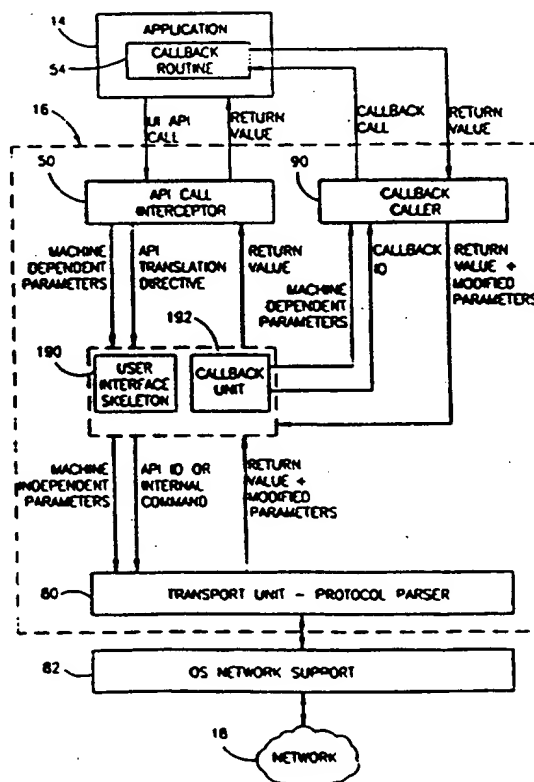 14
APPLICATION
54
CALLBACK
ROUTINE
16
UI API
CALL
RETURN
VALUE
CALLBACK
CALL
RETURN
VALUE
50
API CALL
INTERCEPTOR
90
CALLBACK
CALLER
MACHINE
DEPENDENT
PARAMETERS
API
TRANSLATION
DIRECTIVE
RETURN
VALUE
MACHINE
DEPENDENT
PARAMETERS
CALLBACK
ID
RETURN
VALUE +
MODIFIED
PARAMETERS
190
USER
INTERFACE
SKELETON
192
CALLBACK
UNIT
MACHINE
INDEPENDENT
PARAMETERS
API ID OR
INTERNAL
COMMAND
RETURN
VALUE +
MODIFIED
PARAMETERS
80
TRANSPORT UNIT - PROTOCOL PARSER
82
OS NETWORK SUPPORT
18
NETWORK